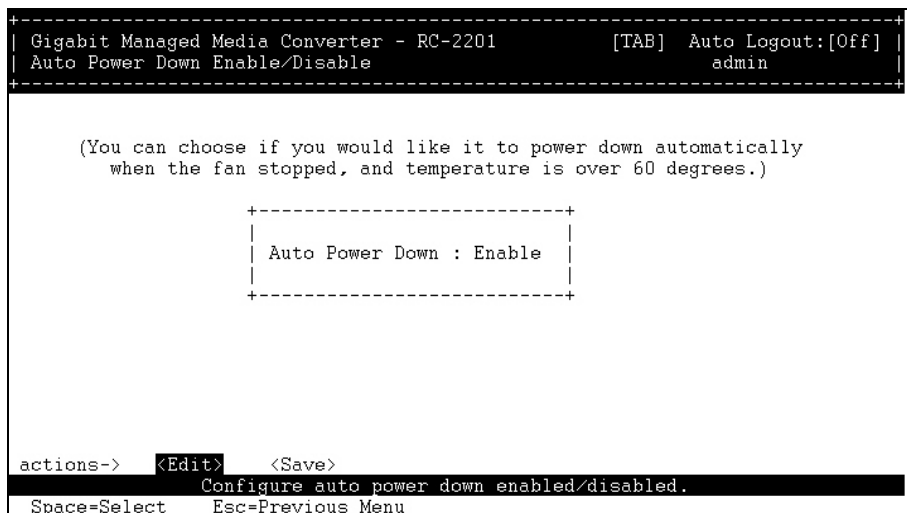 Gigabit Managed Media Converter - RC-2201 [TAB] Auto Logout:[Off]
Auto Power Down Enable/Disable admin
(You can choose if you would like it to power down automatically
when the fan stopped, and temperature is over 60 degrees.)
Auto Power Down : Enable
actions-> <Edit> <Save>
Configure auto power down enabled/disabled.
Space=Select Esc=Previous Menu